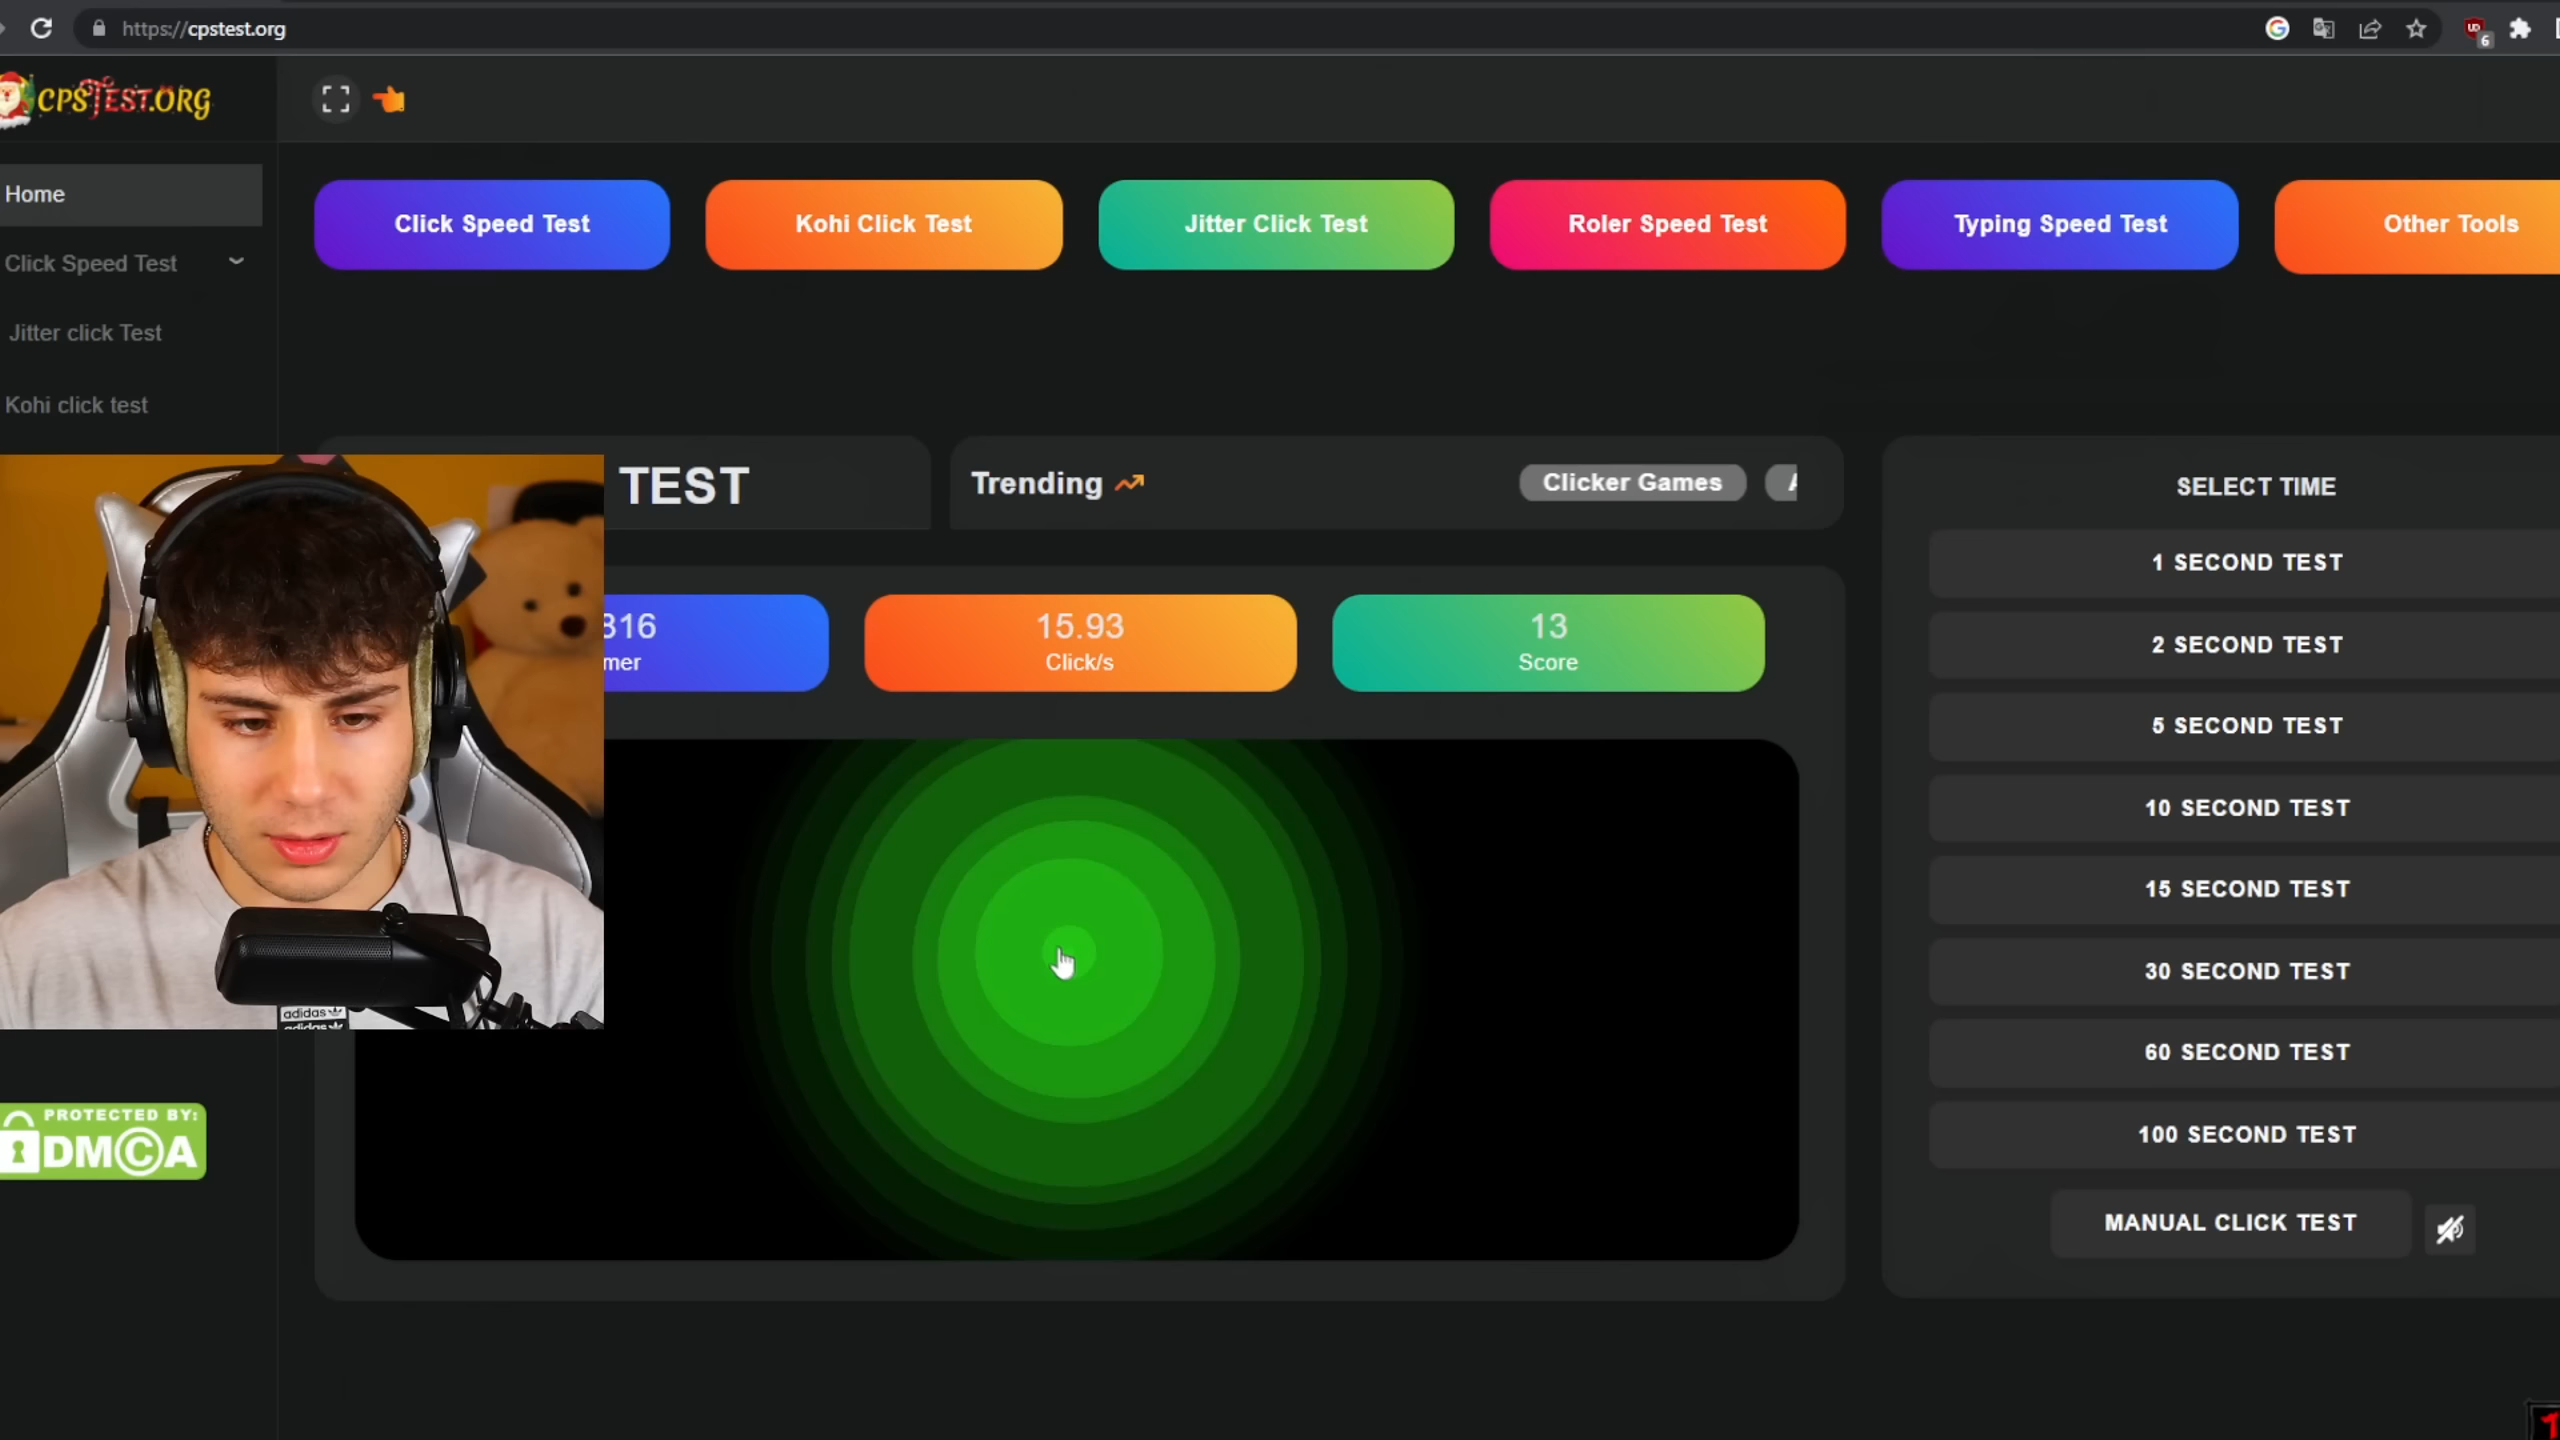 https://cpstest.org
6
CPSTEST.ORG
Home
Click Speed Test
Jitter click Test
Kohi click test
Click Speed Test
Kohi Click Test
Jitter Click Test
Roler Speed Test
Typing Speed Test
Other Tools
TEST
Trending
Clicker Games
816
mer
15.93
Click/s
13
Score
SELECT TIME
1 SECOND TEST
2 SECOND TEST
5 SECOND TEST
10 SECOND TEST
15 SECOND TEST
30 SECOND TEST
60 SECOND TEST
100 SECOND TEST
MANUAL CLICK TEST
adidas
adidas
PROTECTED BY:
DMCA